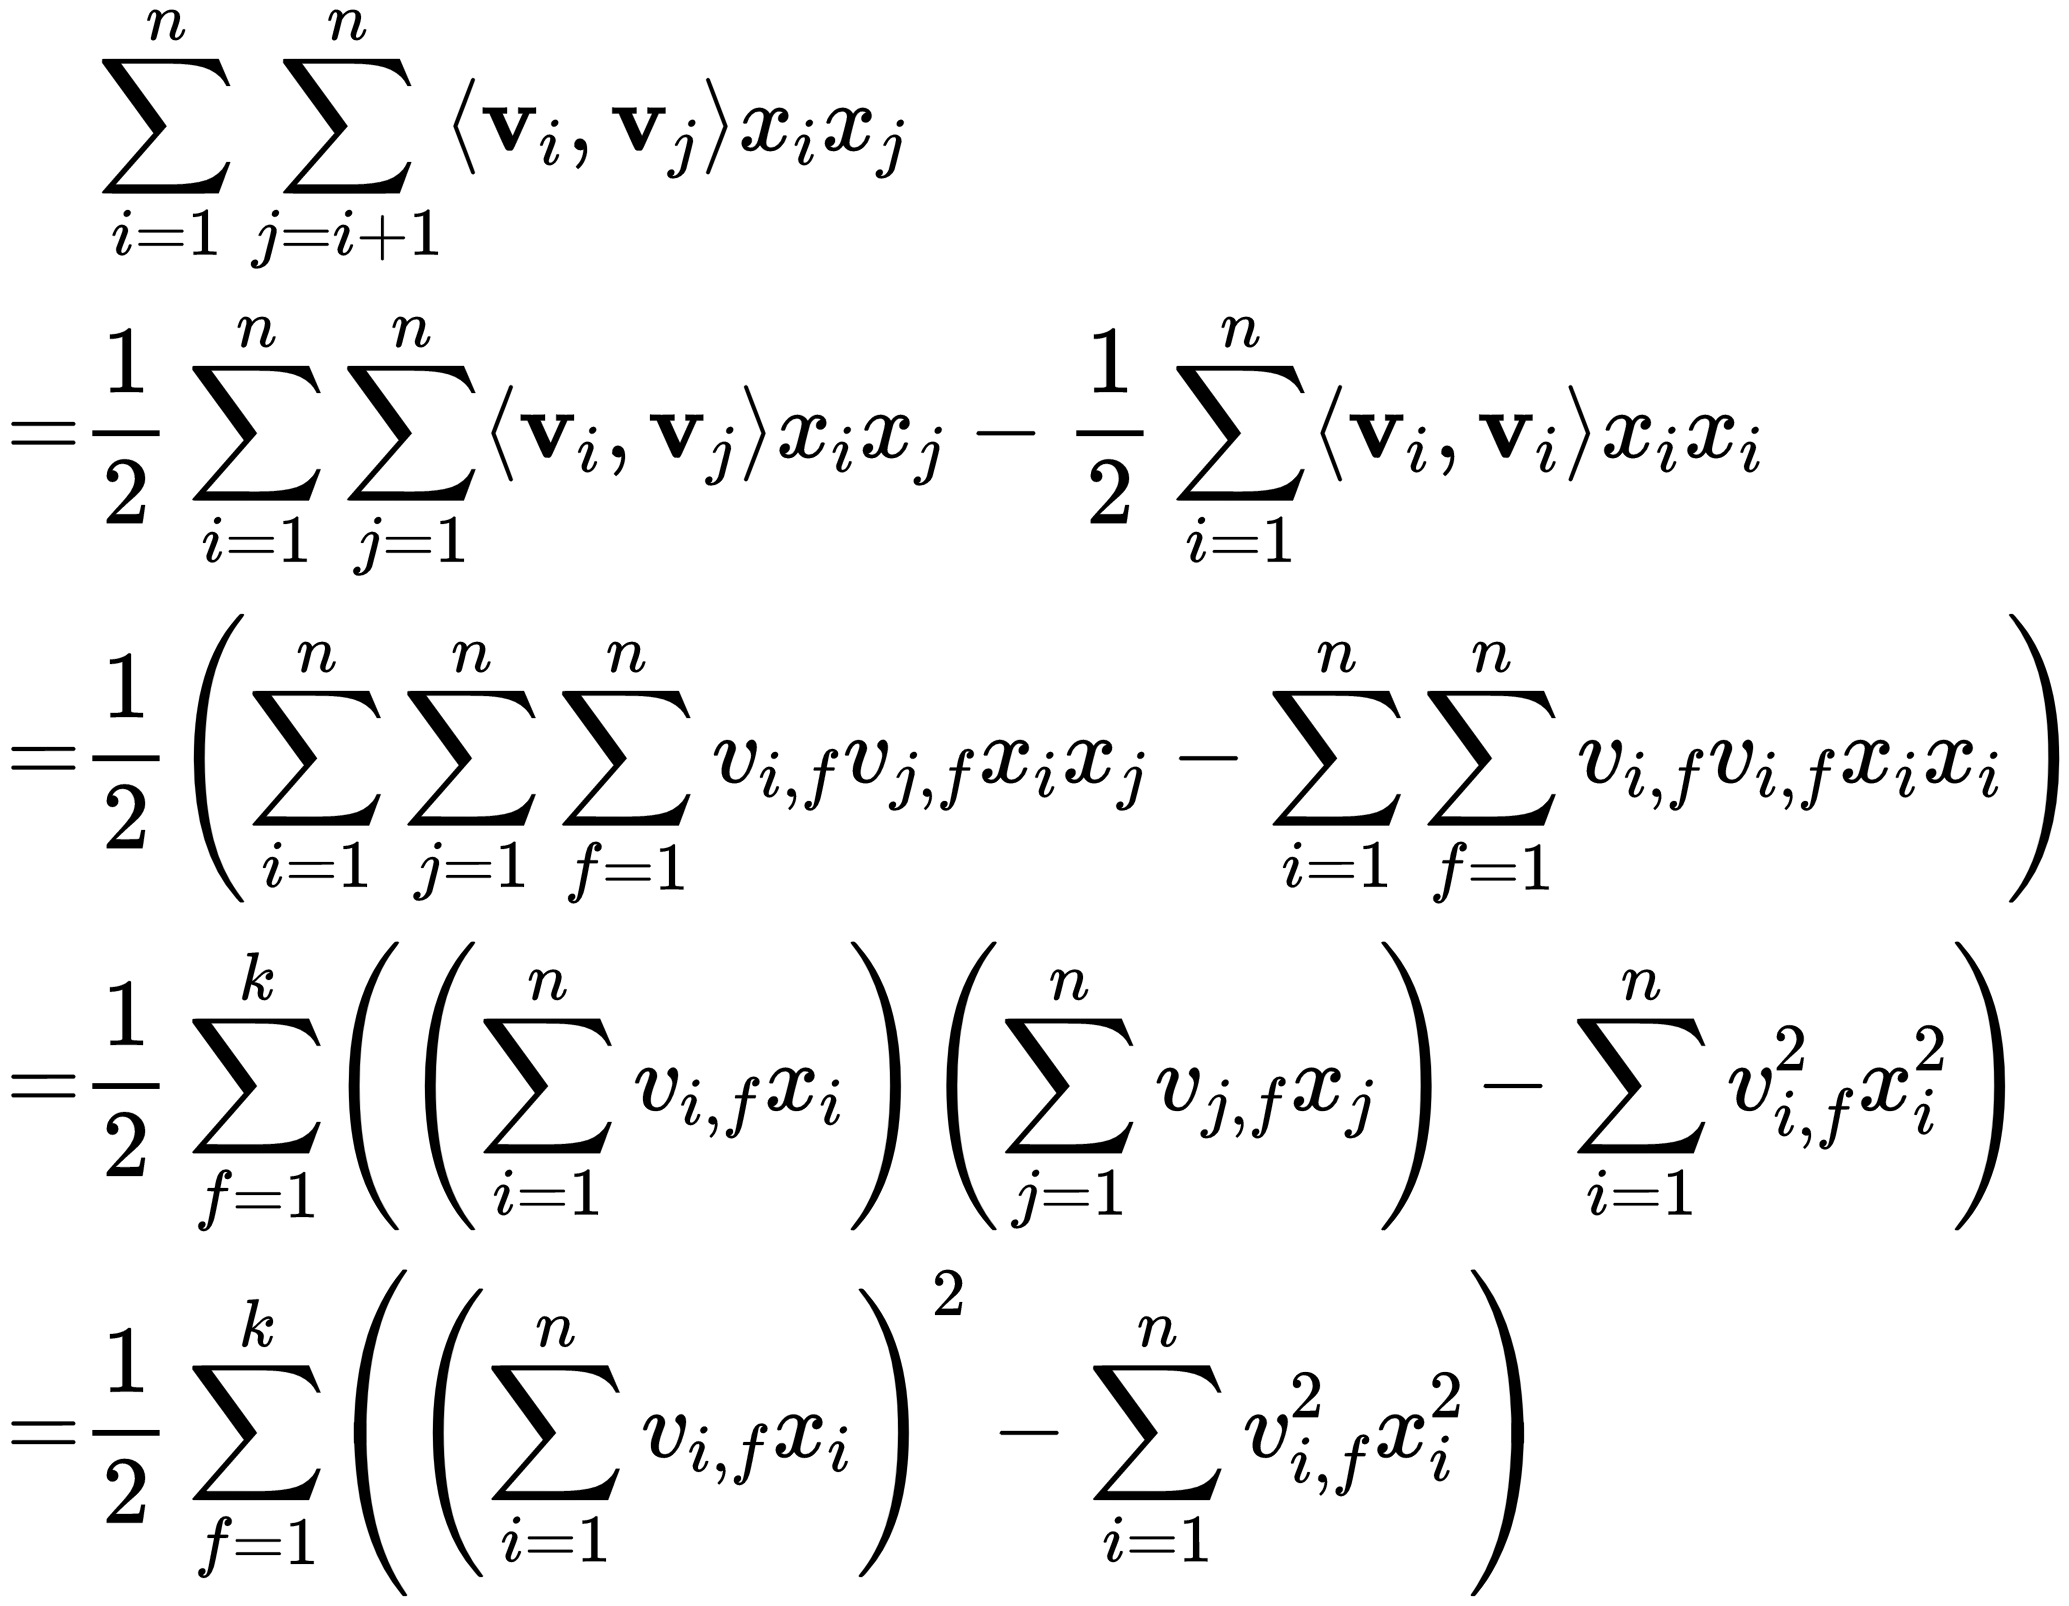 \sum_{i=1}^{n} \sum_{j=i+1}^{n} \langle \mathbf{v}_i, \mathbf{v}_j \rangle x_i x_j
= \frac{1}{2} \sum_{i=1}^{n} \sum_{j=1}^{n} \langle \mathbf{v}_i, \mathbf{v}_j \rangle x_i x_j - \frac{1}{2} \sum_{i=1}^{n} \langle \mathbf{v}_i, \mathbf{v}_i \rangle x_i x_i
= \frac{1}{2} \left( \sum_{i=1}^{n} \sum_{j=1}^{n} \sum_{f=1}^{n} v_{i,f} v_{j,f} x_i x_j - \sum_{i=1}^{n} \sum_{f=1}^{n} v_{i,f} v_{i,f} x_i x_i \right)
= \frac{1}{2} \sum_{f=1}^{k} \left( \left( \sum_{i=1}^{n} v_{i,f} x_i \right) \left( \sum_{j=1}^{n} v_{j,f} x_j \right) - \sum_{i=1}^{n} v_{i,f}^2 x_i^2 \right)
= \frac{1}{2} \sum_{f=1}^{k} \left( \left( \sum_{i=1}^{n} v_{i,f} x_i \right)^2 - \sum_{i=1}^{n} v_{i,f}^2 x_i^2 \right)